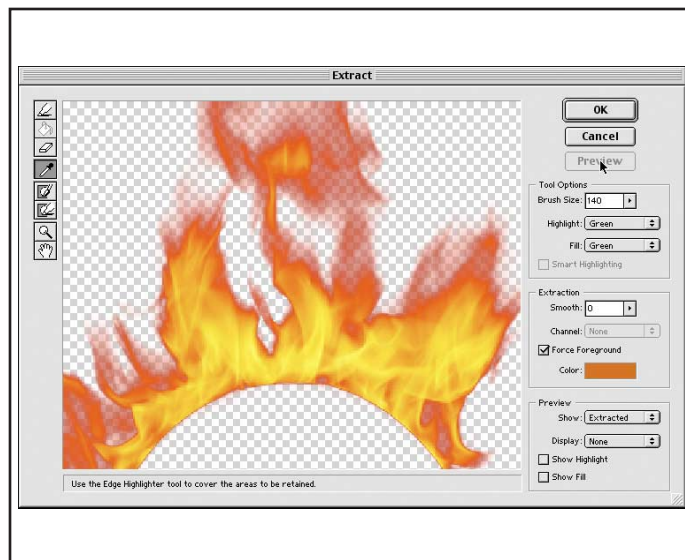 Extract
OK
Cancel
Preview
Tool Options
Brush Size: 140
Highlight: Green
Fill: Green
Smart Highlighting
Extraction
Smooth: 0
Channel: None
Force Foreground
Color:
Preview
Show: Extracted
Display: None
Show Highlight
Show Fill
Use the Edge Highlighter tool to cover the areas to be retained.